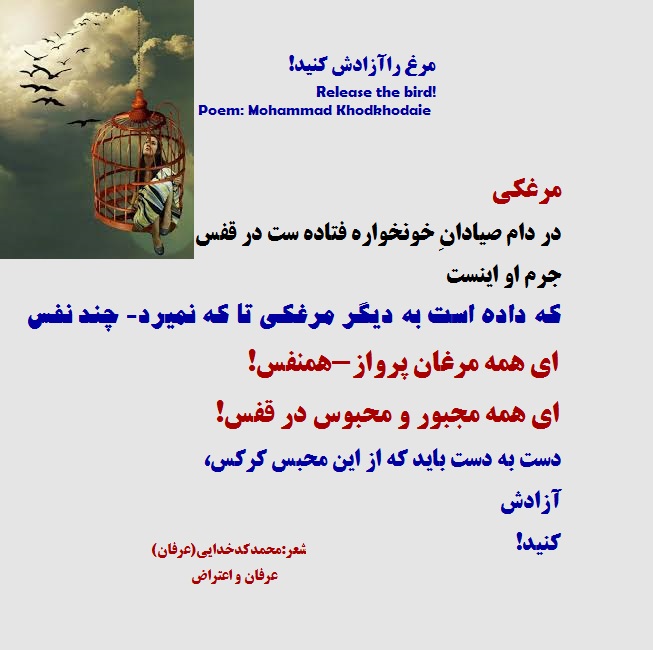 مرغ راآزادش کنید!
Release the bird!
Poem: Mohammad Khodkhodaie
مرغکی
در دام صیادانِ خونخواره فتاده ست در قفس
جرم او اینست
که داده است به دیگر مرغکی تا که نمیرد- چند نفس
ای همه مرغان پرواز–همنفس!
ای همه مجبور و محبوس در قفس!
دست به دست باید که از این محبس کرکس،
آزادش
کنید!
شعر:محمدکدخدایی(عرفان)
عرفان و اعتراض